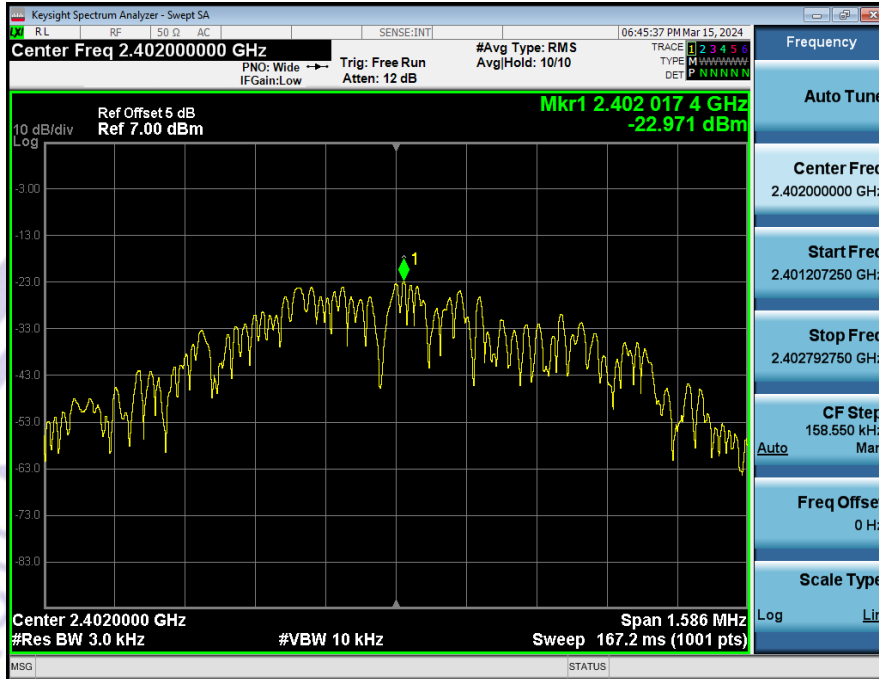 Keysight Spectrum Analyzer - Swept SA
LXI RL RF 50 Ω AC SENSE:INT 06:45:37 PM Mar 15, 2024
Center Freq 2.402000000 GHz
PNO: Wide
IFGain:Low
Trig: Free Run
Atten: 12 dB
#Avg Type: RMS
Avg|Hold: 10/10
TRACE 1 2 3 4 5 6
TYPE M WWWWW
DET P N N N N N
Mkr1 2.402 017 4 GHz
-22.971 dBm
Ref Offset 5 dB
10 dB/div Ref 7.00 dBm
Log
-3.00
-13.0
1
-23.0
-33.0
-43.0
-53.0
-63.0
-73.0
-83.0
Center 2.4020000 GHz Span 1.586 MHz
#Res BW 3.0 kHz #VBW 10 kHz Sweep 167.2 ms (1001 pts)
MSG STATUS
Frequency
Auto Tune
Center Freq
2.402000000 GHz
Start Freq
2.401207250 GHz
Stop Freq
2.402792750 GHz
CF Step
158.550 kHz
Auto Man
Freq Offset
0 Hz
Scale Type
Log Lin